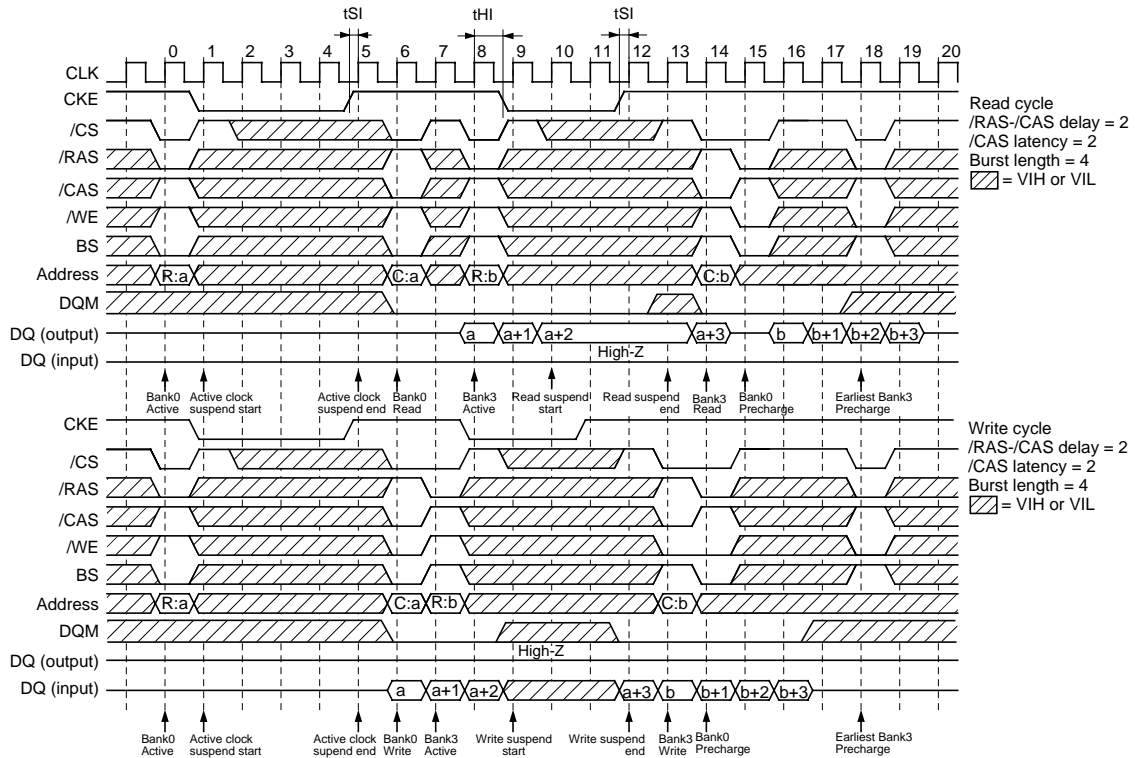 tSI tHI tSI
0 1 2 3 4 5 6 7 8 9 10 11 12 13 14 15 16 17 18 19 20
CLK
CKE
/CS
/RAS
/CAS
/WE
BS
Address R:a C:a R:b C:b
DQM
DQ (output) a a+1 a+2 a+3 b b+1 b+2 b+3
High-Z
DQ (input)
Bank0 Active
Active clock suspend start
Active clock suspend end
Bank0 Read
Bank3 Active
Read suspend start
Read suspend end
Bank3 Read
Bank0 Precharge
Earliest Bank3 Precharge
Read cycle
/RAS-/CAS delay = 2
/CAS latency = 2
Burst length = 4
= VIH or VIL
CKE
/CS
/RAS
/CAS
/WE
BS
Address R:a C:a R:b C:b
DQM
High-Z
DQ (output)
DQ (input) a a+1 a+2 a+3 b b+1 b+2 b+3
Bank0 Active
Active clock suspend start
Active clock supend end
Bank0 Write
Bank3 Active
Write suspend start
Write suspend end
Bank3 Write
Bank0 Precharge
Earliest Bank3 Precharge
Write cycle
/RAS-/CAS delay = 2
/CAS latency = 2
Burst length = 4
= VIH or VIL